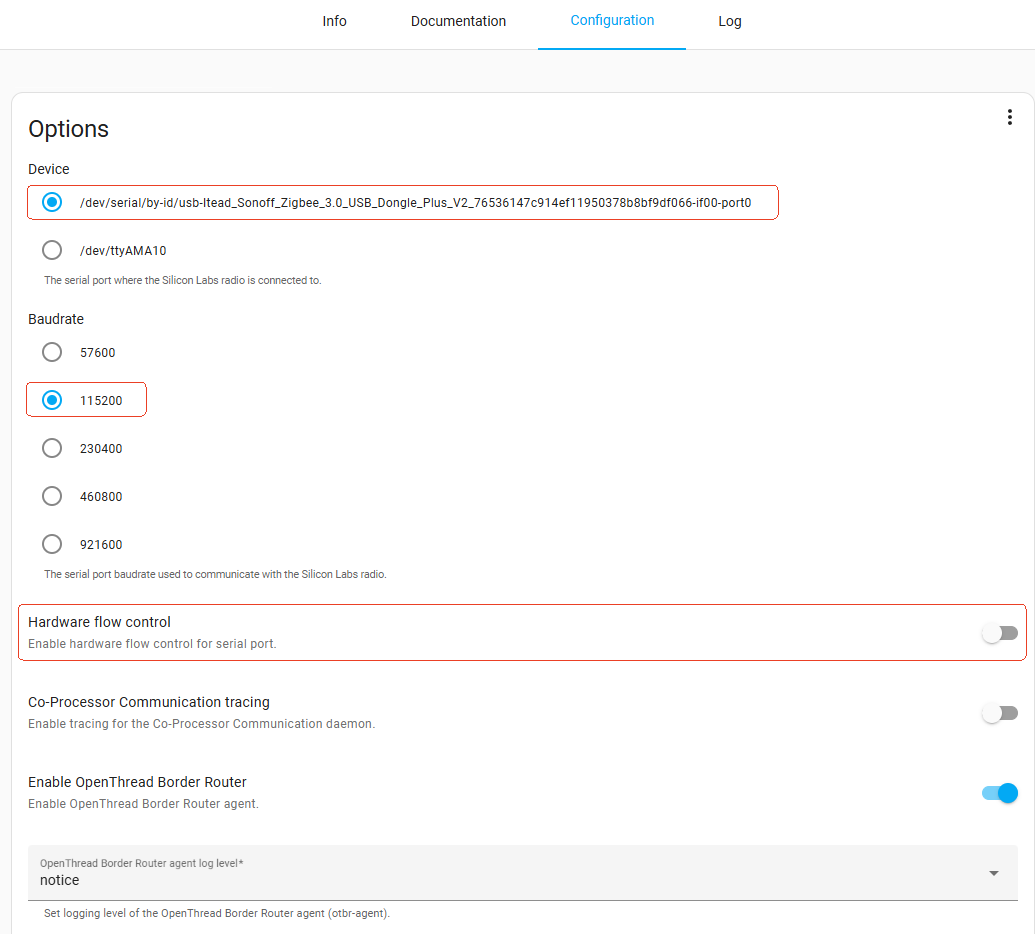 Info Documentation Configuration Log
Options
Device
/dev/serial/by-id/usb-Itead_Sonoff_Zigbee_3.0_USB_Dongle_Plus_V2_76536147c914ef11950378b8bf9df066-if00-port0
/dev/ttyAMA10
The serial port where the Silicon Labs radio is connected to.
Baudrate
57600
115200
230400
460800
921600
The serial port baudrate used to communicate with the Silicon Labs radio.
Hardware flow control
Enable hardware flow control for serial port.
Co-Processor Communication tracing
Enable tracing for the Co-Processor Communication daemon.
Enable OpenThread Border Router
Enable OpenThread Border Router agent.
OpenThread Border Router agent log level*
notice
Set logging level of the OpenThread Border Router agent (otbr-agent).